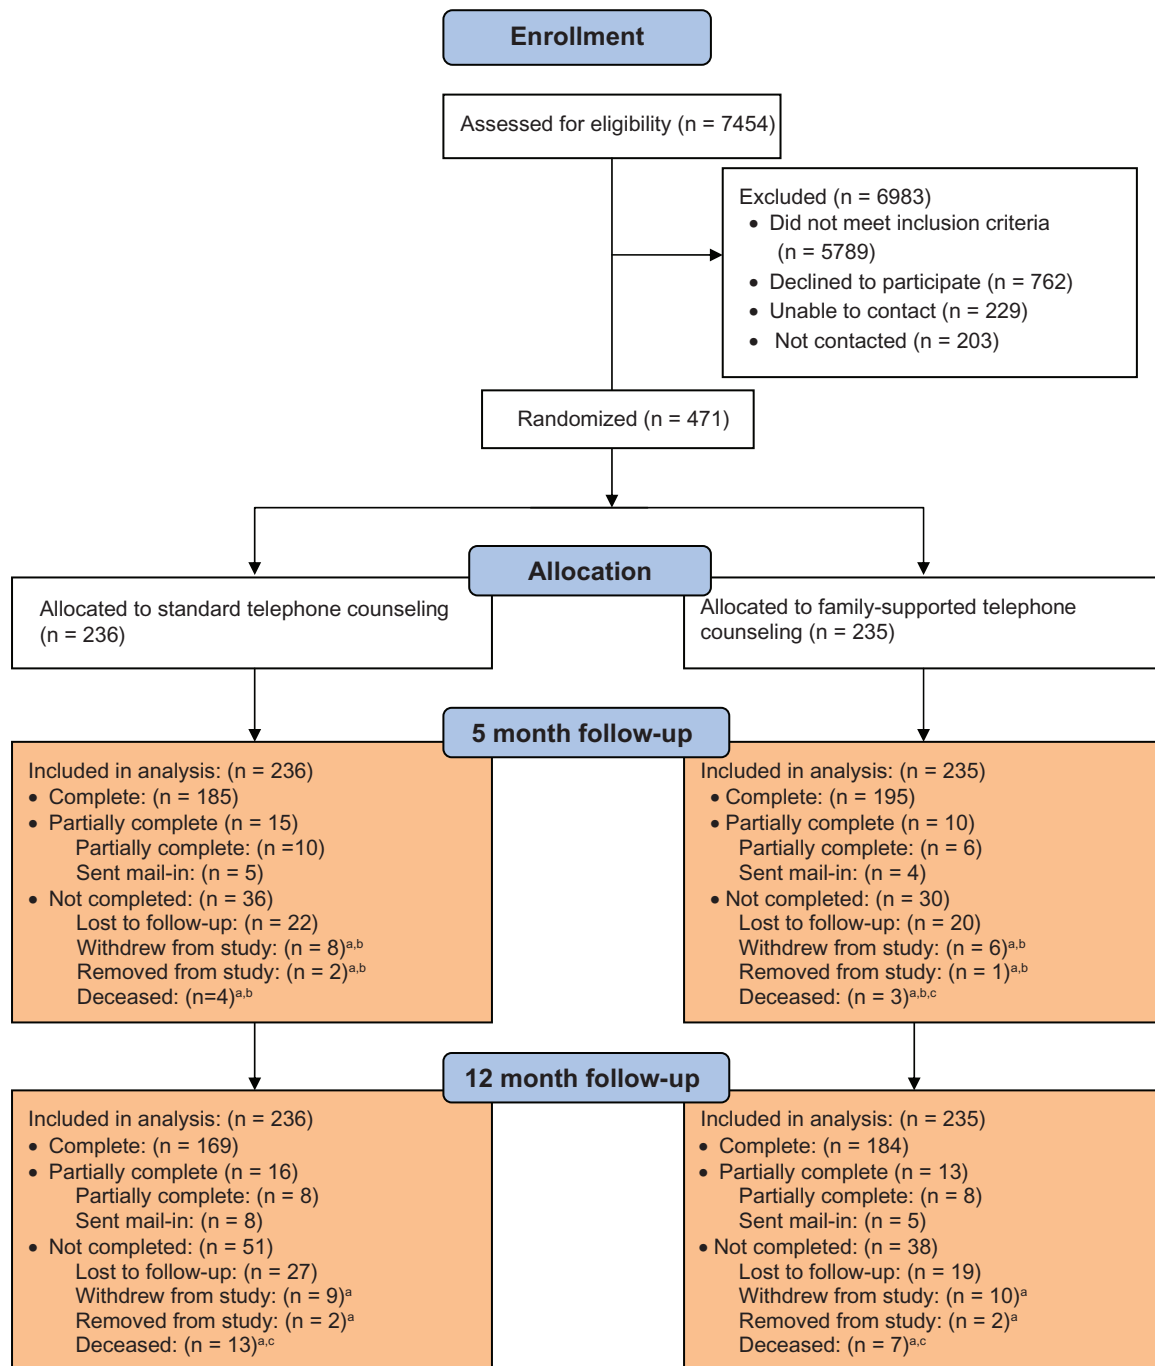 Enrollment
Assessed for eligibility (n = 7454)
Excluded (n = 6983)
• Did not meet inclusion criteria
(n = 5789)
• Declined to participate (n = 762)
• Unable to contact (n = 229)
• Not contacted (n = 203)
Randomized (n = 471)
Allocation
Allocated to standard telephone counseling
(n = 236)
Allocated to family-supported telephone
counseling (n = 235)
5 month follow-up
Included in analysis: (n = 236)
• Complete: (n = 185)
• Partially complete (n = 15)
Partially complete: (n =10)
Sent mail-in: (n = 5)
• Not completed: (n = 36)
Lost to follow-up: (n = 22)
Withdrew from study: (n = 8)a,b
Removed from study: (n = 2)a,b
Deceased: (n=4)a,b
Included in analysis: (n = 235)
• Complete: (n = 195)
• Partially complete (n = 10)
Partially complete: (n = 6)
Sent mail-in: (n = 4)
• Not completed: (n = 30)
Lost to follow-up: (n = 20)
Withdrew from study: (n = 6)a,b
Removed from study: (n = 1)a,b
Deceased: (n = 3)a,b,c
12 month follow-up
Included in analysis: (n = 236)
• Complete: (n = 169)
• Partially complete (n = 16)
Partially complete: (n = 8)
Sent mail-in: (n = 8)
• Not completed: (n = 51)
Lost to follow-up: (n = 27)
Withdrew from study: (n = 9)a
Removed from study: (n = 2)a
Deceased: (n = 13)a,c
Included in analysis: (n = 235)
• Complete: (n = 184)
• Partially complete (n = 13)
Partially complete: (n = 8)
Sent mail-in: (n = 5)
• Not completed: (n = 38)
Lost to follow-up: (n = 19)
Withdrew from study: (n = 10)a
Removed from study: (n = 2)a
Deceased: (n = 7)a,c